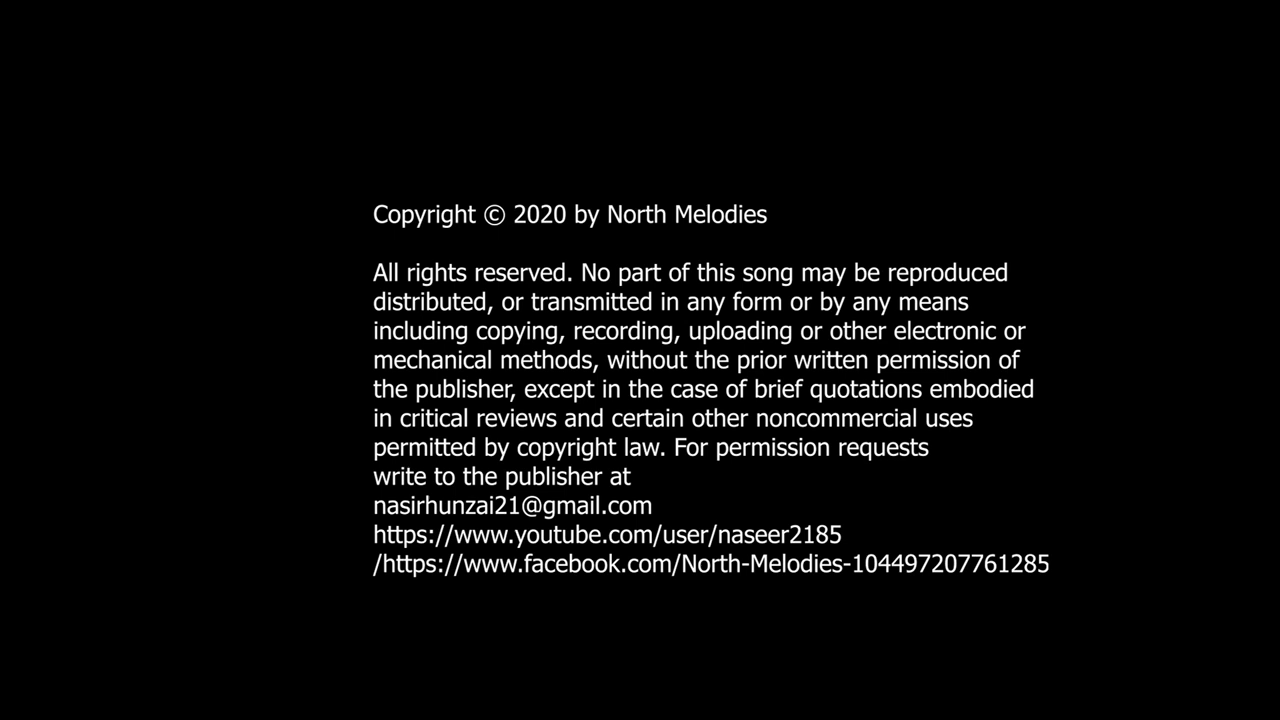 Copyright © 2020 by North Melodies
All rights reserved. No part of this song may be reproduced
distributed, or transmitted in any form or by any means
including copying, recording, uploading or other electronic or
mechanical methods, without the prior written permission of
the publisher, except in the case of brief quotations embodied
in critical reviews and certain other noncommercial uses
permitted by copyright law. For permission requests
write to the publisher at
nasirhunzai21@gmail.com
https://www.youtube.com/user/naseer2185
/https://www.facebook.com/North-Melodies-104497207761285